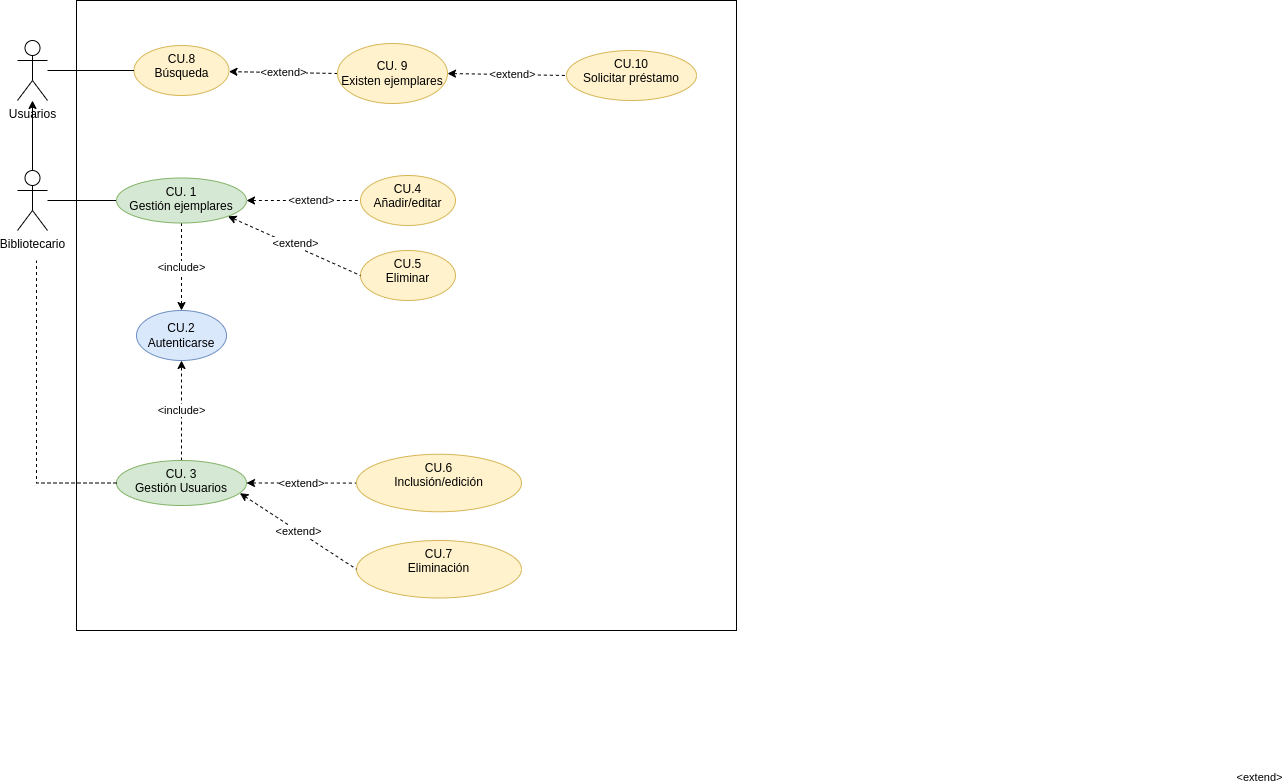 CU.8
Búsqueda
<extend>
CU. 9
Existen ejemplares
<extend>
CU.10
Solicitar préstamo
Usuarios
CU. 1
Gestión ejemplares
<extend>
CU.4
Añadir/editar
Bibliotecario
<extend>
CU.5
Eliminar
<include>
CU.2
Autenticarse
<include>
CU. 3
Gestión Usuarios
<extend>
CU.6
Inclusión/edición
<extend>
CU.7
Eliminación
<extend>